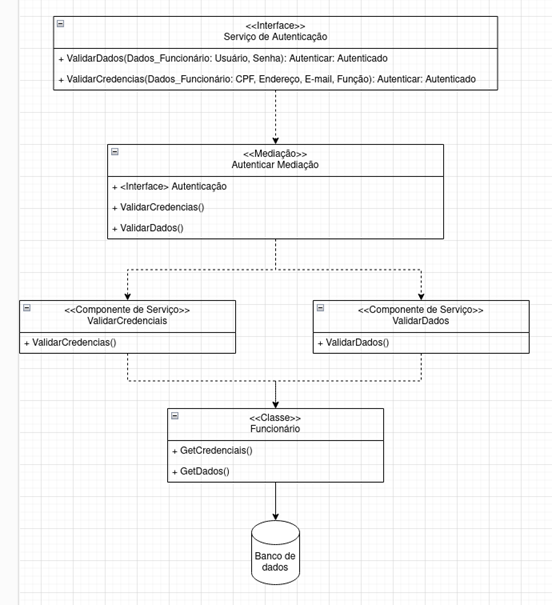 <<Interface>>
Serviço de Autenticação
+ ValidarDados(Dados_Funcionário: Usuário, Senha): Autenticar: Autenticado
+ ValidarCredencias(Dados_Funcionário: CPF, Endereço, E-mail, Função): Autenticar: Autenticado
<<Mediação>>
Autenticar Mediação
+ <Interface> Autenticação
+ ValidarCredencias()
+ ValidarDados()
<<Componente de Serviço>>
ValidarCredenciais
+ ValidarCredencias()
<<Componente de Serviço>>
ValidarDados
+ ValidarDados()
<<Classe>>
Funcionário
+ GetCredenciais()
+ GetDados()
Banco de
dados